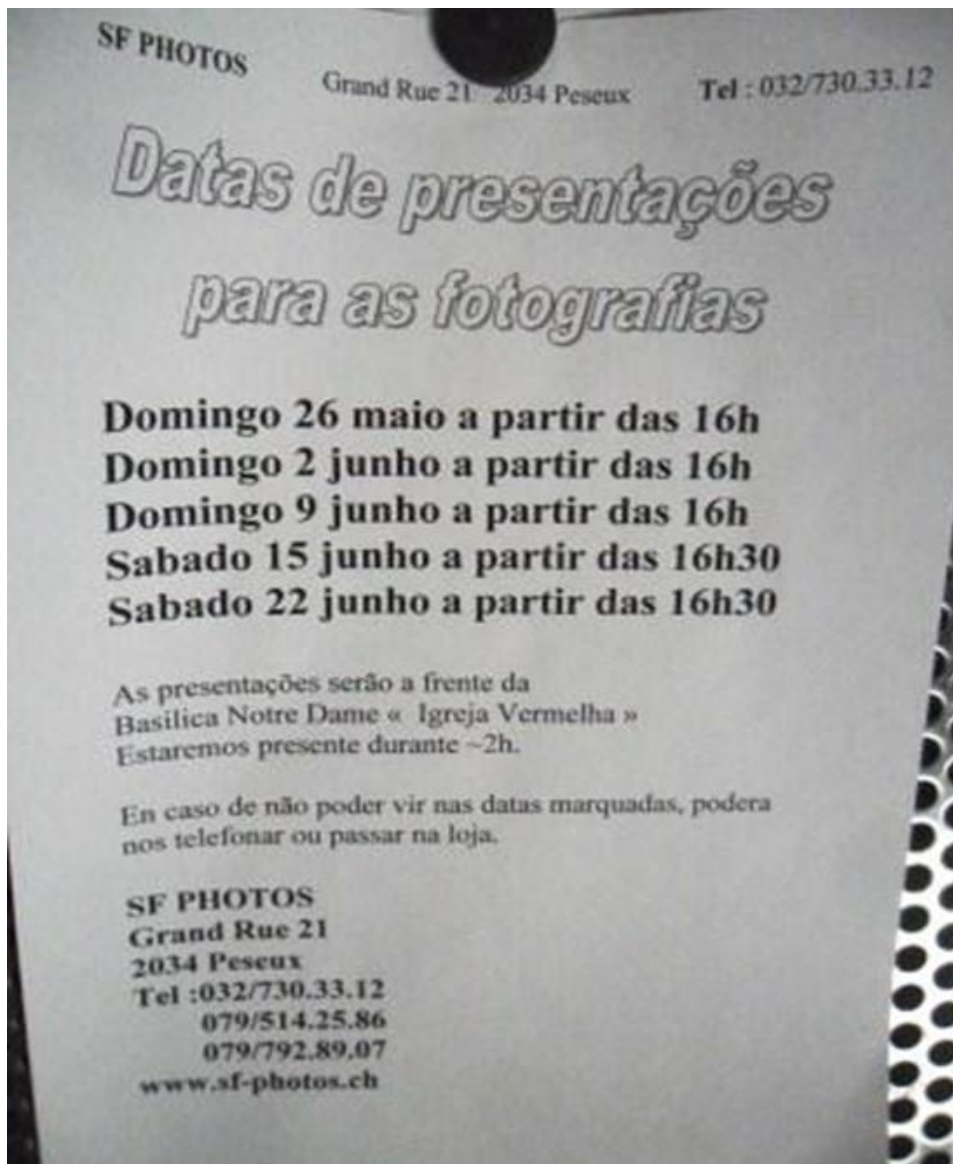 SF PHOTOS
Grand Rue 21 2034 Peseux Tel : 032/730.33.12
Datas de presentações
para as fotografias
Domingo 26 maio a partir das 16h
Domingo 2 junho a partir das 16h
Domingo 9 junho a partir das 16h
Sabado 15 junho a partir das 16h30
Sabado 22 junho a partir das 16h30
As presentações serão a frente da
Basilica Notre Dame « Igreja Vermelha »
Estaremos presente durante ~2h.
En caso de não poder vir nas datas marquadas, podera
nos telefonar ou passar na loja.
SF PHOTOS
Grand Rue 21
2034 Peseux
Tel :032/730.33.12
079/514.25.86
079/792.89.07
www.sf-photos.ch